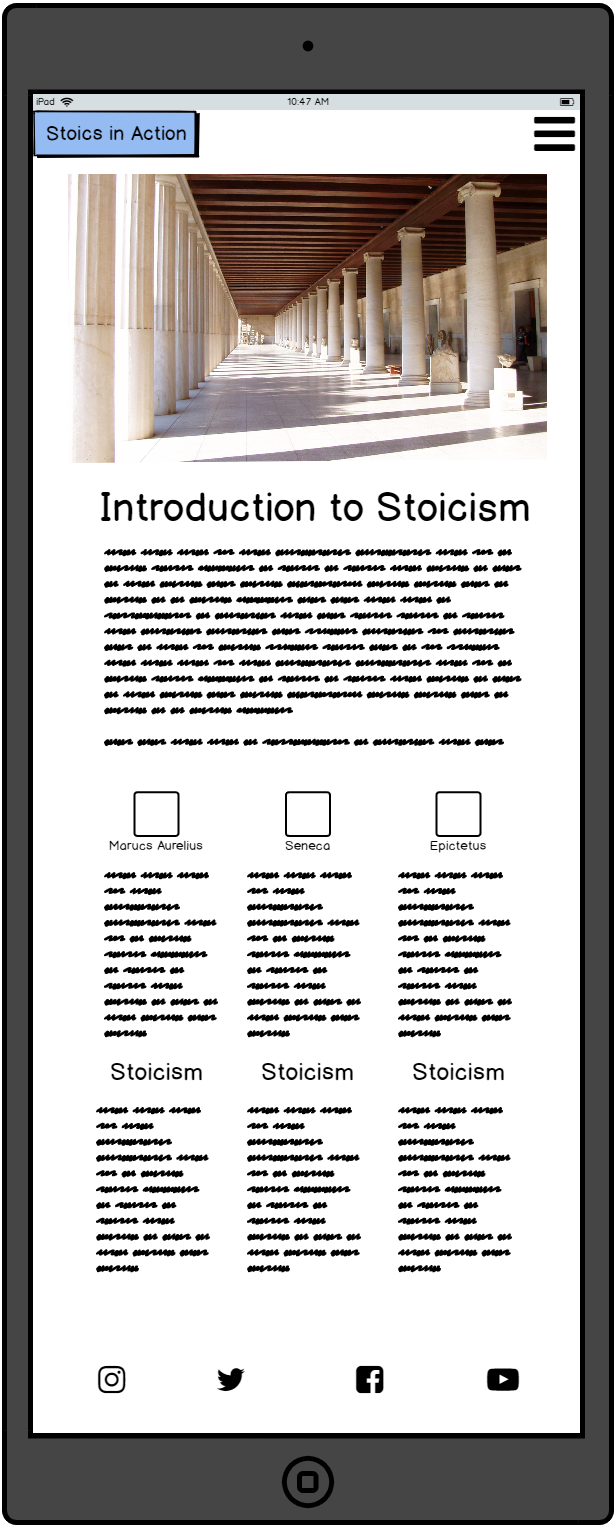 iPad
10:47 AM
Stoics in Action
Introduction to Stoicism
Marucs Aurelius
Seneca
Epictetus
Stoicism
Stoicism
Stoicism